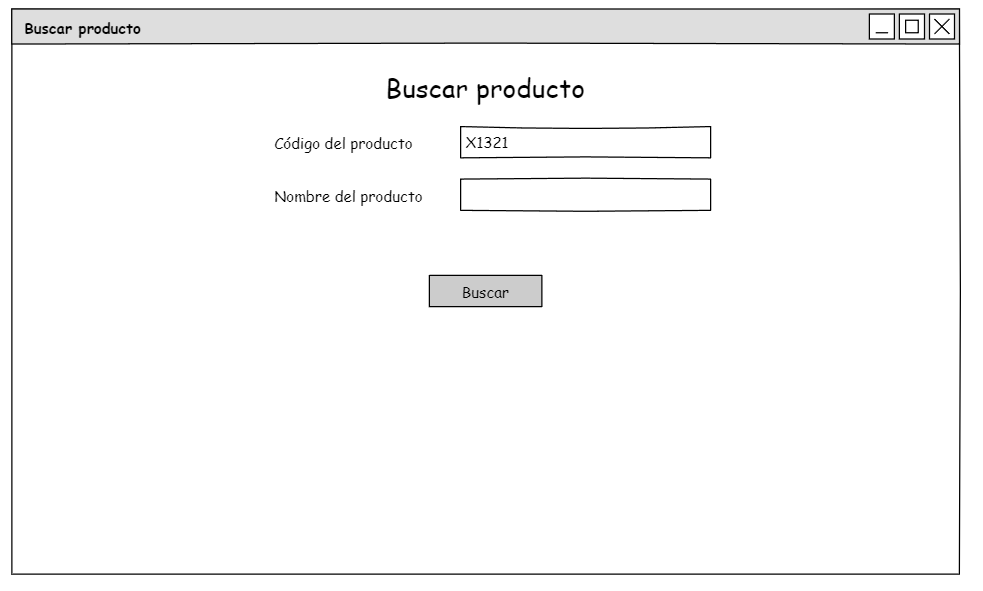 Buscar producto
Buscar producto
Código del producto X1321
Nombre del producto
Buscar